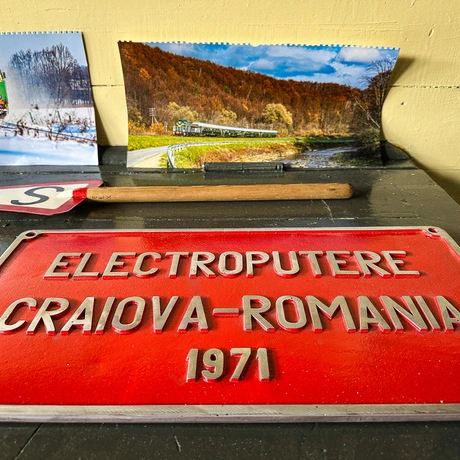 S
ELECTROPUTERE
CRAIOVA-ROMANIA
1971